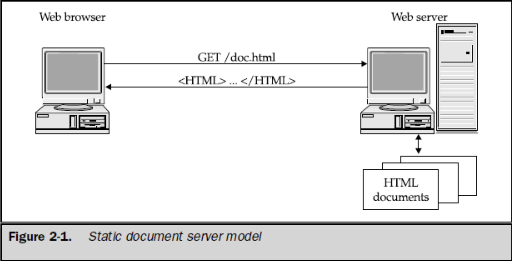 Web browser
Web server
GET /doc.html
<HTML> ... </HTML>
HTML
documents
Figure 2-1. Static document server model